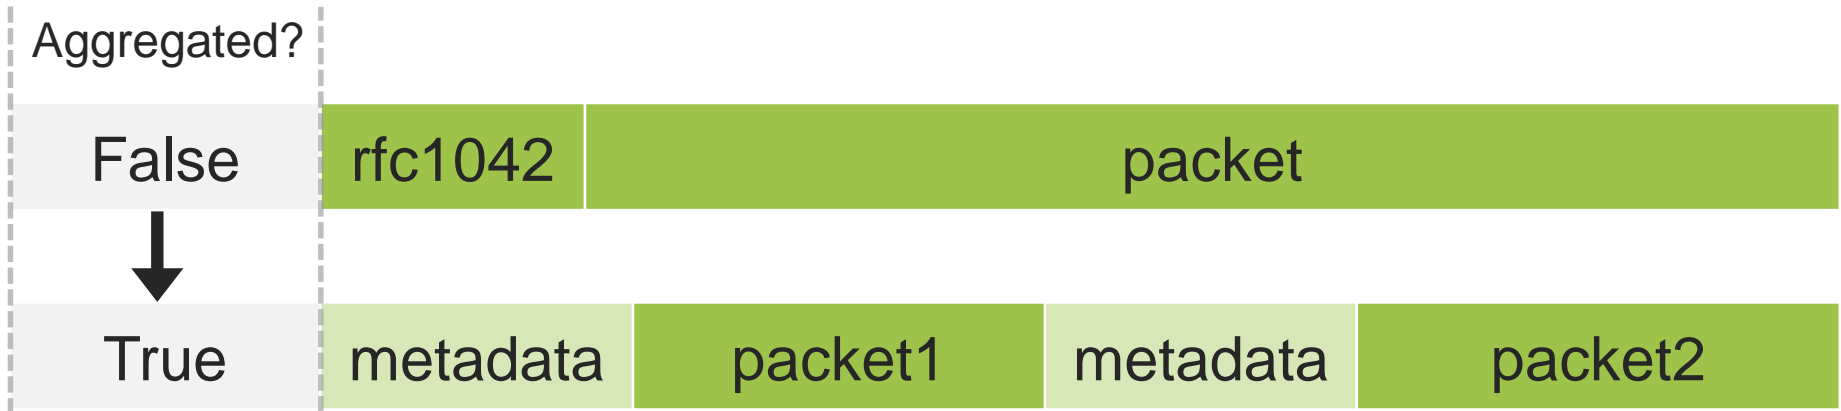 Aggregated?
False rfc1042 packet
True metadata packet1 metadata packet2